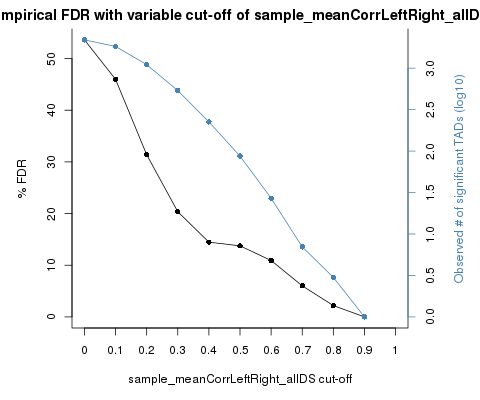 mpirical FDR with variable cut-off of sample_meanCorrLeftRight_allD
% FDR
0 10 20 30 40 50
0 0.1 0.2 0.3 0.4 0.5 0.6 0.7 0.8 0.9 1
0.0 0.5 1.0 1.5 2.0 2.5 3.0
Observed # of significant TADs (log10)
sample_meanCorrLeftRight_allDS cut-off